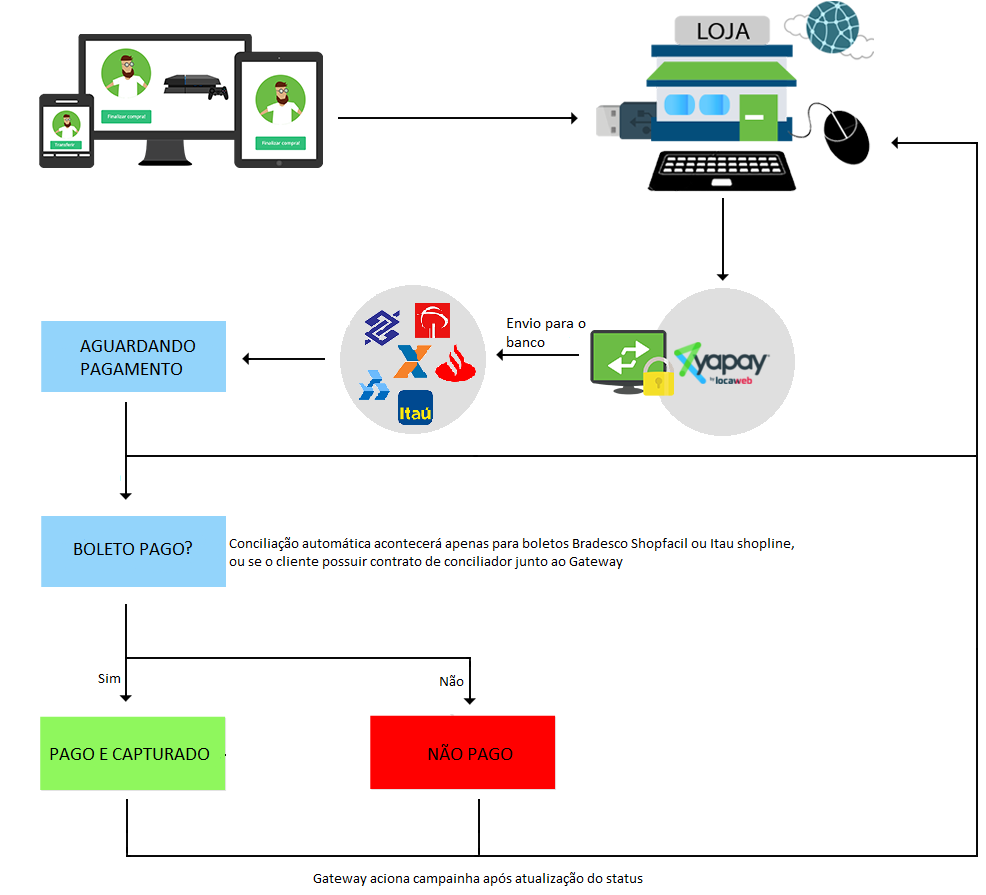 LOJA
Finalizar compra!
Finalizar compra!
Transferir
Envio para o
banco
yapay
by locaweb
Itaú
AGUARDANDO
PAGAMENTO
BOLETO PAGO?
Conciliação automática acontecerá apenas para boletos Bradesco Shopfacil ou Itau shopline,
ou se o cliente possuir contrato de conciliador junto ao Gateway
Sim
Não
PAGO E CAPTURADO
NÃO PAGO
Gateway aciona campainha após atualização do status